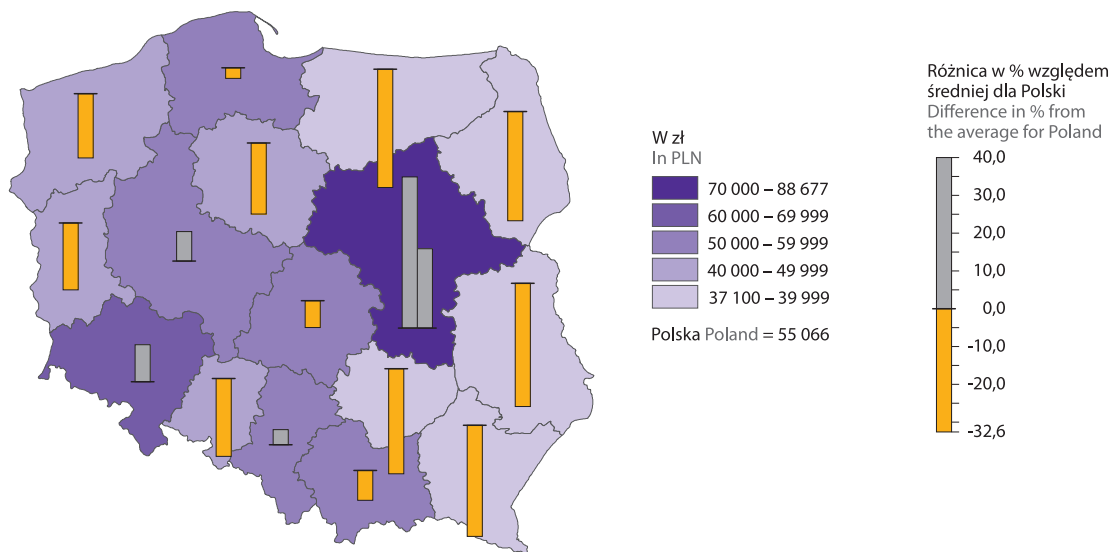 W zł
In PLN
70 000 – 88 677
60 000 – 69 999
50 000 – 59 999
40 000 – 49 999
37 100 – 39 999
Polska Poland = 55 066
Różnica w % względem
średniej dla Polski
Difference in % from
the average for Poland
40,0
30,0
20,0
10,0
0,0
-10,0
-20,0
-32,6